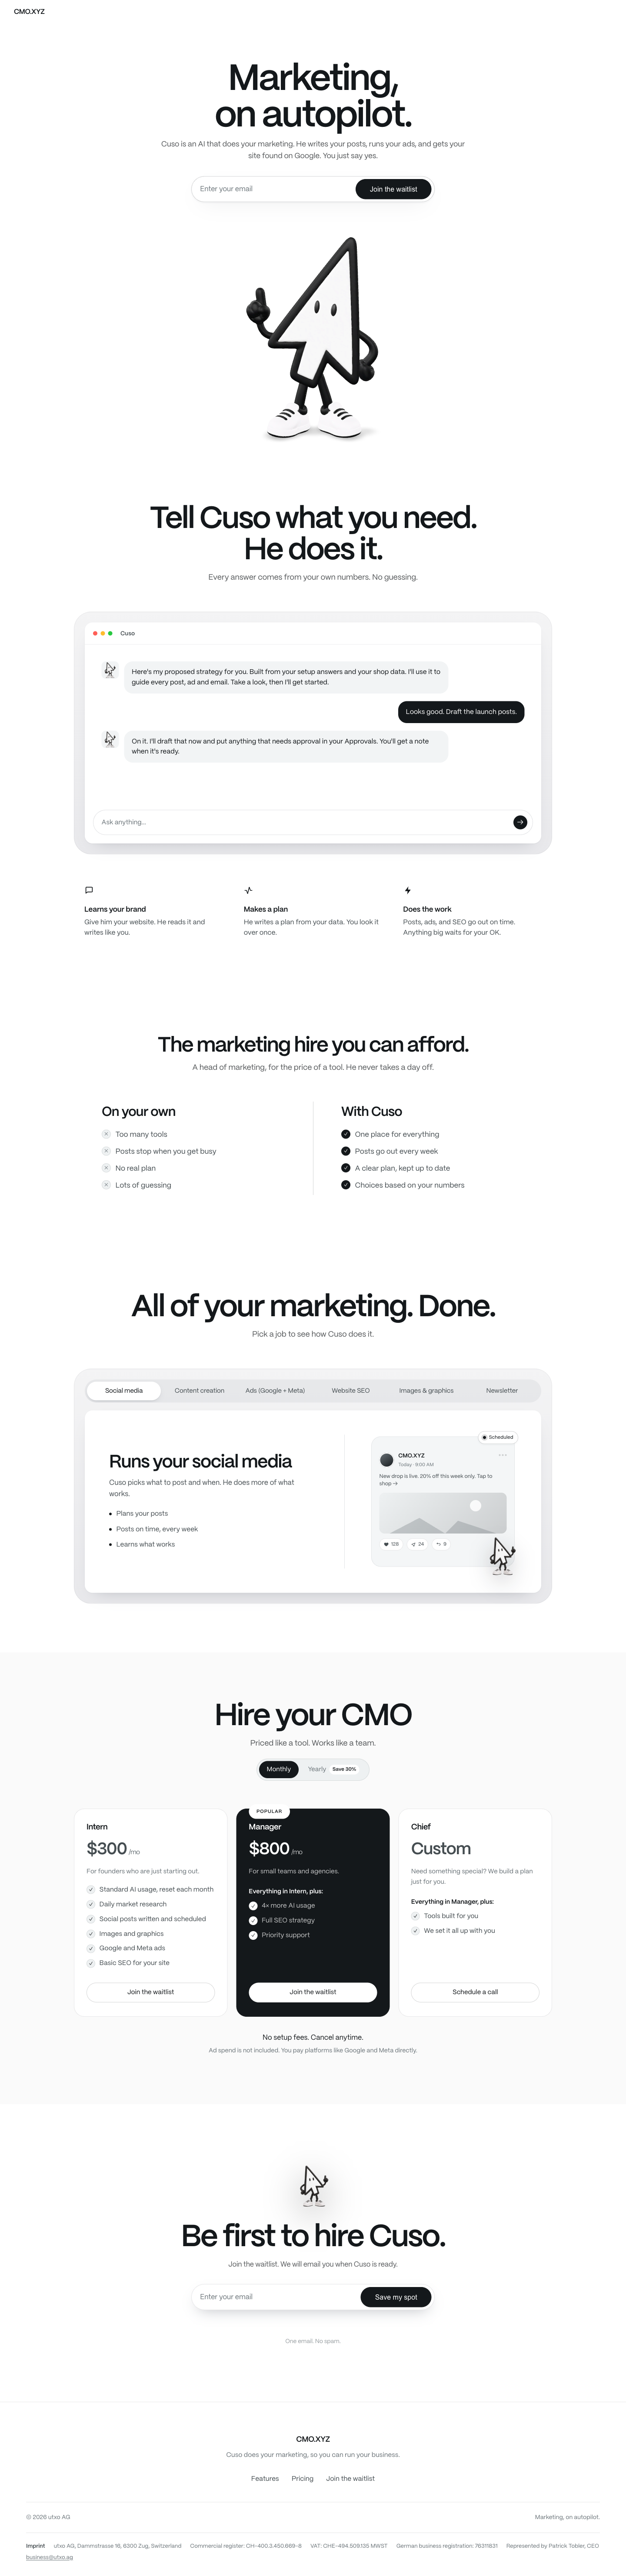 CMO.XYZ
Marketing,
on autopilot.
Cuso is an AI that does your marketing. He writes your posts, runs your ads, and gets your
site found on Google. You just say yes.
Enter your email
Join the waitlist
Tell Cuso what you need.
He does it.
Every answer comes from your own numbers. No guessing.
Cuso
Here's my proposed strategy for you. Built from your setup answers and your shop data. I'll use it to
guide every post, ad and email. Take a look, then I'll get started.
Looks good. Draft the launch posts.
On it. I'll draft that now and put anything that needs approval in your Approvals. You'll get a note
when it's ready.
Ask anything...
Learns your brand
Give him your website. He reads it and
writes like you.
Makes a plan
He writes a plan from your data. You look it
over once.
Does the work
Posts, ads, and SEO go out on time.
Anything big waits for your OK.
The marketing hire you can afford.
A head of marketing, for the price of a tool. He never takes a day off.
On your own
Too many tools
Posts stop when you get busy
No real plan
Lots of guessing
With Cuso
One place for everything
Posts go out every week
A clear plan, kept up to date
Choices based on your numbers
All of your marketing. Done.
Pick a job to see how Cuso does it.
Social media
Content creation
Ads (Google + Meta)
Website SEO
Images & graphics
Newsletter
Runs your social media
Cuso picks what to post and when. He does more of what
works.
Plans your posts
Posts on time, every week
Learns what works
Scheduled
CMO.XYZ
Today · 9:00 AM
New drop is live. 20% off this week only. Tap to
shop →
128
24
9
Hire your CMO
Priced like a tool. Works like a team.
Monthly
Yearly
Save 30%
Intern
$300 /mo
For founders who are just starting out.
Standard AI usage, reset each month
Daily market research
Social posts written and scheduled
Images and graphics
Google and Meta ads
Basic SEO for your site
Join the waitlist
POPULAR
Manager
$800 /mo
For small teams and agencies.
Everything in Intern, plus:
4× more AI usage
Full SEO strategy
Priority support
Join the waitlist
Chief
Custom
Need something special? We build a plan
just for you.
Everything in Manager, plus:
Tools built for you
We set it all up with you
Schedule a call
No setup fees. Cancel anytime.
Ad spend is not included. You pay platforms like Google and Meta directly.
Be first to hire Cuso.
Join the waitlist. We will email you when Cuso is ready.
Enter your email
Save my spot
One email. No spam.
CMO.XYZ
Cuso does your marketing, so you can run your business.
Features
Pricing
Join the waitlist
© 2026 utxo AG
Marketing, on autopilot.
Imprint utxo AG, Dammstrasse 16, 6300 Zug, Switzerland Commercial register: CH-400.3.450.669-6 VAT: CHE-494.509.135 MWST German business registration: 76311831 Represented by Patrick Tobler, CEO
business@utxo.ag